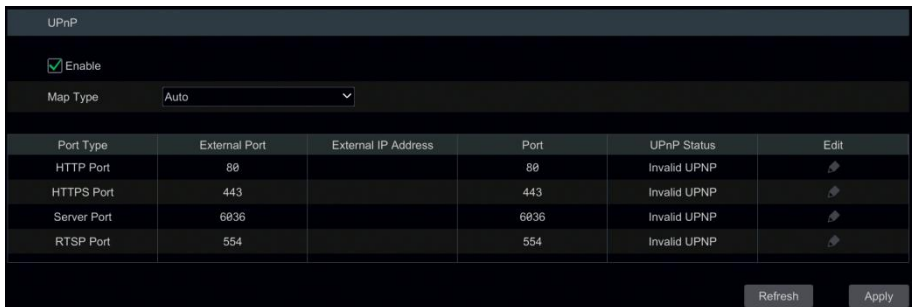 UPnP
Enable
Map Type Auto
Port Type External Port External IP Address Port UPnP Status Edit
HTTP Port 80 80 Invalid UPNP
HTTPS Port 443 443 Invalid UPNP
Server Port 6036 6036 Invalid UPNP
RTSP Port 554 554 Invalid UPNP
Refresh Apply